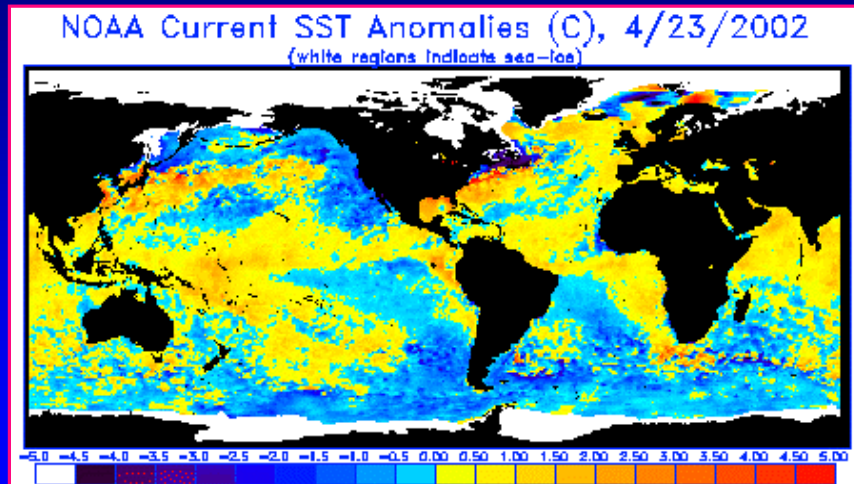 NOAA Current SST Anomalies (C), 4/23/2002
(white regions indicate sea-ice)
-5.0 -4.5 -4.0 -3.5 -3.0 -2.5 -2.0 -1.5 -1.0 -0.5 0.00 0.50 1.00 1.50 2.00 2.50 3.00 3.50 4.00 4.50 5.00